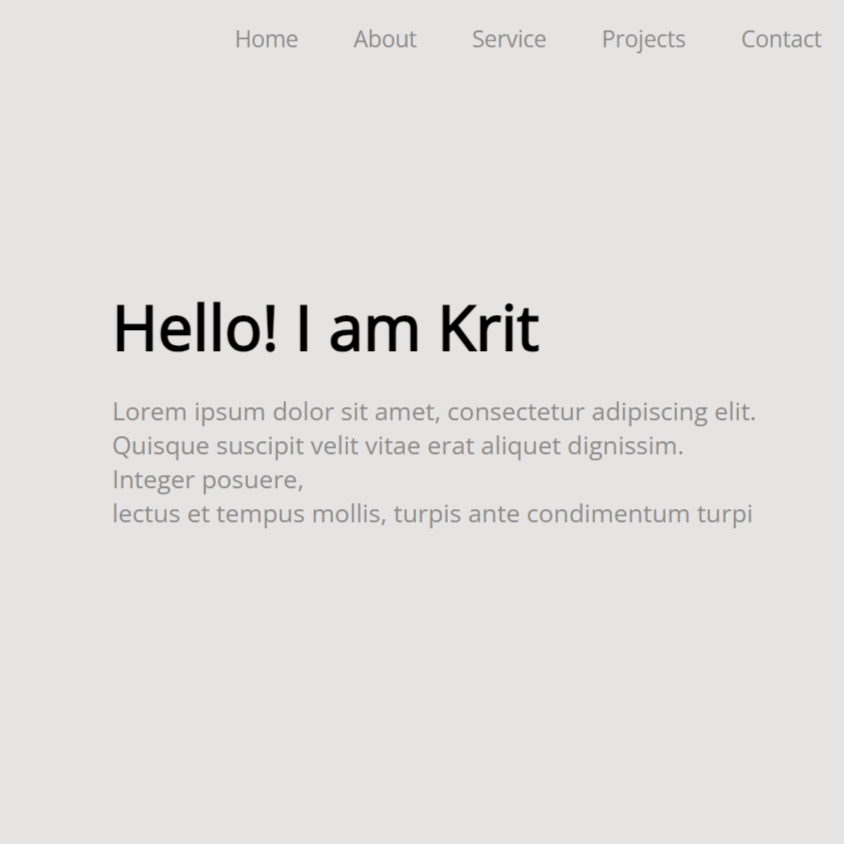 Home About Service Projects Contact
Hello! I am Krit
Lorem ipsum dolor sit amet, consectetur adipiscing elit.
Quisque suscipit velit vitae erat aliquet dignissim.
Integer posuere,
lectus et tempus mollis, turpis ante condimentum turpi